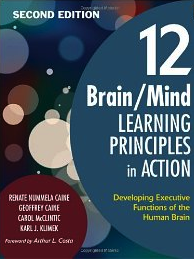 SECOND EDITION
12
Brain/Mind
LEARNING
PRINCIPLES
in ACTION
Developing Executive
Functions of the
Human Brain
RENATE NUMMELA CAINE
GEOFFREY CAINE
CAROL McCLINTIC
KARL J. KLIMEK
Foreword by Arthur L. Costa